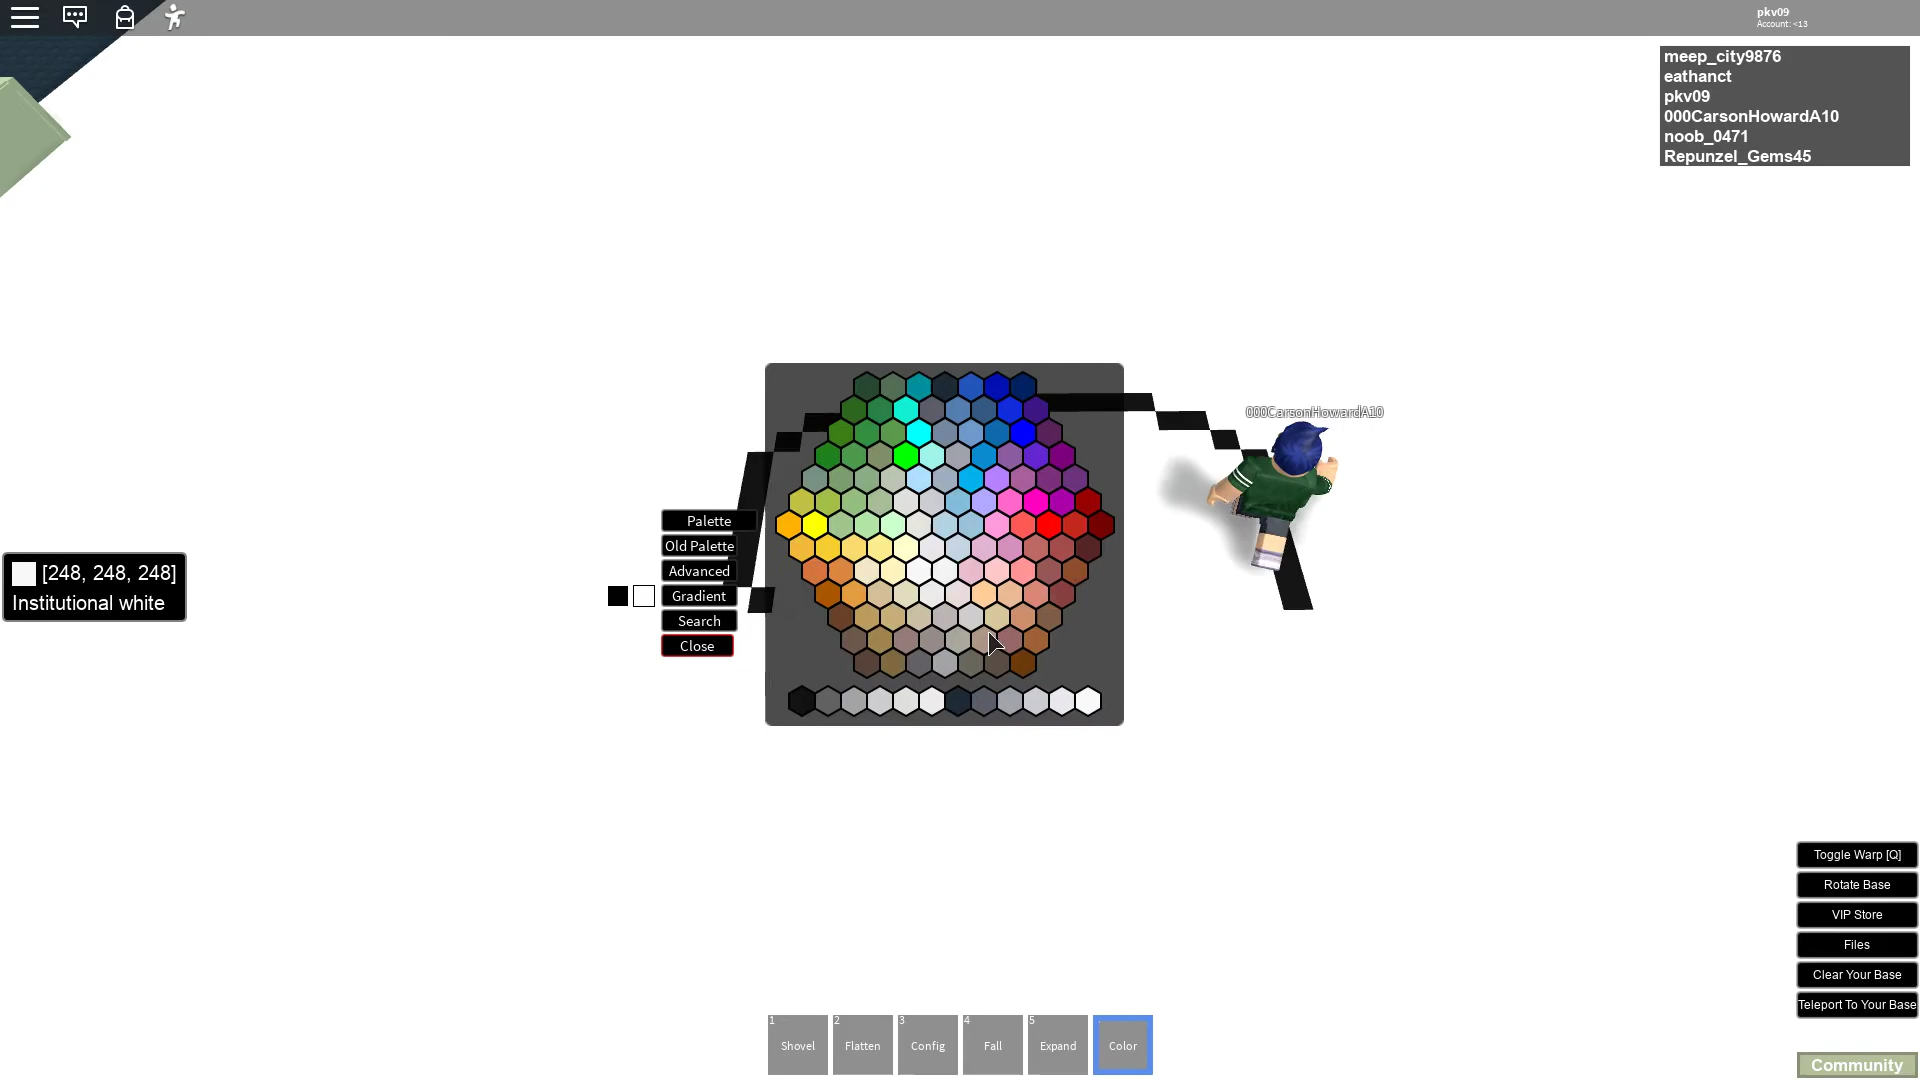 pkv09
Account: <13
meep_city9876
eathanct
pkv09
000CarsonHowardA10
noob_0471
Repunzel_Gems45
000CarsonHowardA10
Palette
Old Palette
Advanced
Gradient
Search
Close
[248, 248, 248]
Institutional white
Toggle Warp [Q]
Rotate Base
VIP Store
Files
Clear Your Base
Teleport To Your Base
Community
1 Shovel
2 Flatten
3 Config
4 Fall
5 Expand
Color